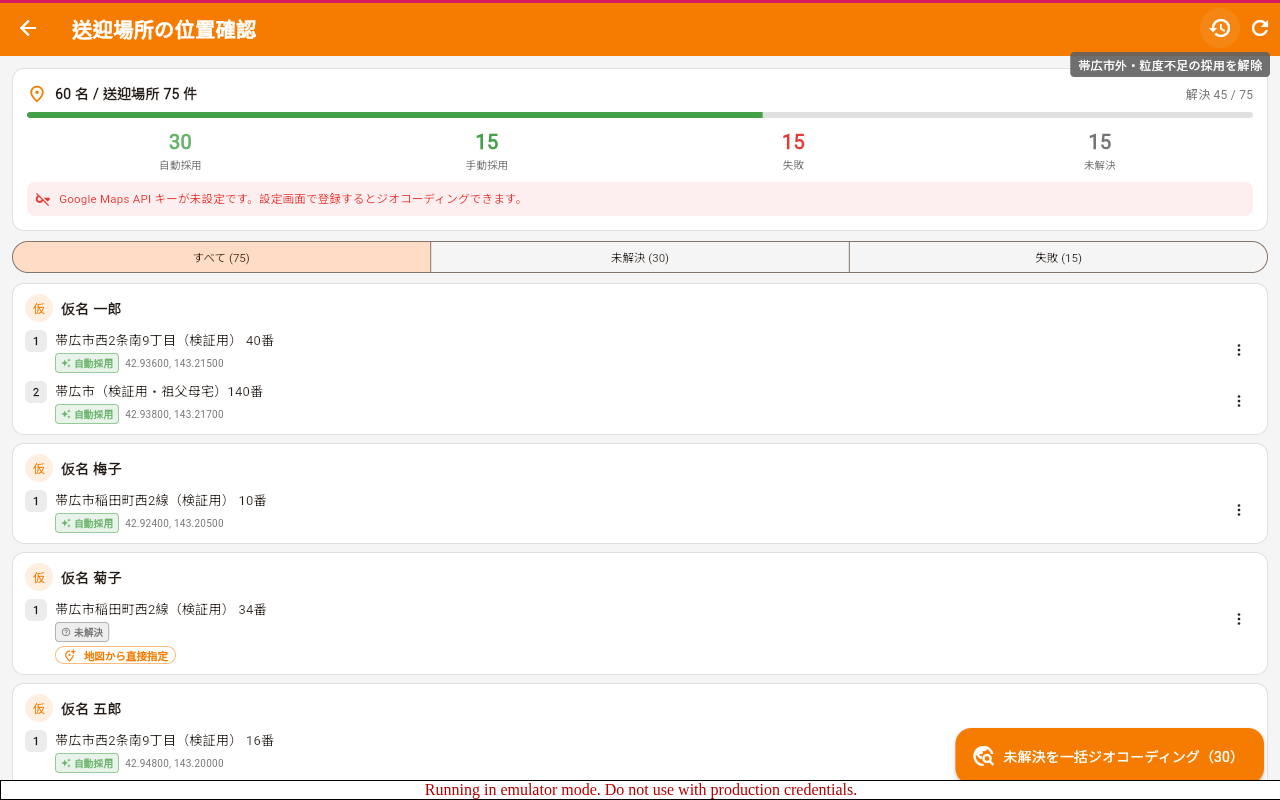 送迎場所の位置確認
帯広市外・粒度不足の採用を解除
60 名 / 送迎場所 75 件
解決 45 / 75
30 15 15 15
自動採用 手動採用 失敗 未解決
Google Maps API キーが未設定です。設定画面で登録するとジオコーディングできます。
すべて (75) 未解決 (30) 失敗 (15)
仮 仮名 一郎
1 帯広市西2条南9丁目（検証用） 40番
自動採用 42.93600, 143.21500
2 帯広市（検証用・祖父母宅）140番
自動採用 42.93800, 143.21700
仮 仮名 梅子
1 帯広市稲田町西2線（検証用） 10番
自動採用 42.92400, 143.20500
仮 仮名 菊子
1 帯広市稲田町西2線（検証用） 34番
未解決
地図から直接指定
仮 仮名 五郎
1 帯広市西2条南9丁目（検証用） 16番
自動採用 42.94800, 143.20000
未解決を一括ジオコーディング（30）
Running in emulator mode. Do not use with production credentials.